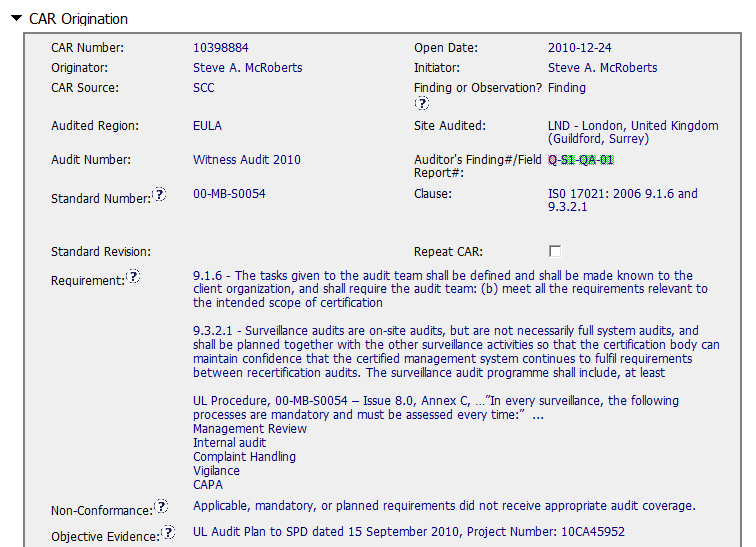 CAR Origination
CAR Number: 10398884 Open Date: 2010-12-24
Originator: Steve A. McRoberts Initiator: Steve A. McRoberts
CAR Source: SCC Finding or Observation? Finding
?
Audited Region: EULA Site Audited: LND - London, United Kingdom
(Guildford, Surrey)
Audit Number: Witness Audit 2010 Auditor's Finding#/Field Q-S1-QA-01
Report#:
Standard Number: ? 00-MB-S0054 Clause: ISO 17021: 2006 9.1.6 and
9.3.2.1
Standard Revision: Repeat CAR:
Requirement: ? 9.1.6 - The tasks given to the audit team shall be defined and shall be made known to the
client organization, and shall require the audit team: (b) meet all the requirements relevant to
the intended scope of certification
9.3.2.1 - Surveillance audits are on-site audits, but are not necessarily full system audits, and
shall be planned together with the other surveillance activities so that the certification body can
maintain confidence that the certified management system continues to fulfil requirements
between recertification audits. The surveillance audit programme shall include, at least
UL Procedure, 00-MB-S0054 – Issue 8.0, Annex C, …”In every surveillance, the following
processes are mandatory and must be assessed every time:” ...
Management Review
Internal audit
Complaint Handling
Vigilance
CAPA
Non-Conformance: ? Applicable, mandatory, or planned requirements did not receive appropriate audit coverage.
Objective Evidence: ? UL Audit Plan to SPD dated 15 September 2010, Project Number: 10CA45952